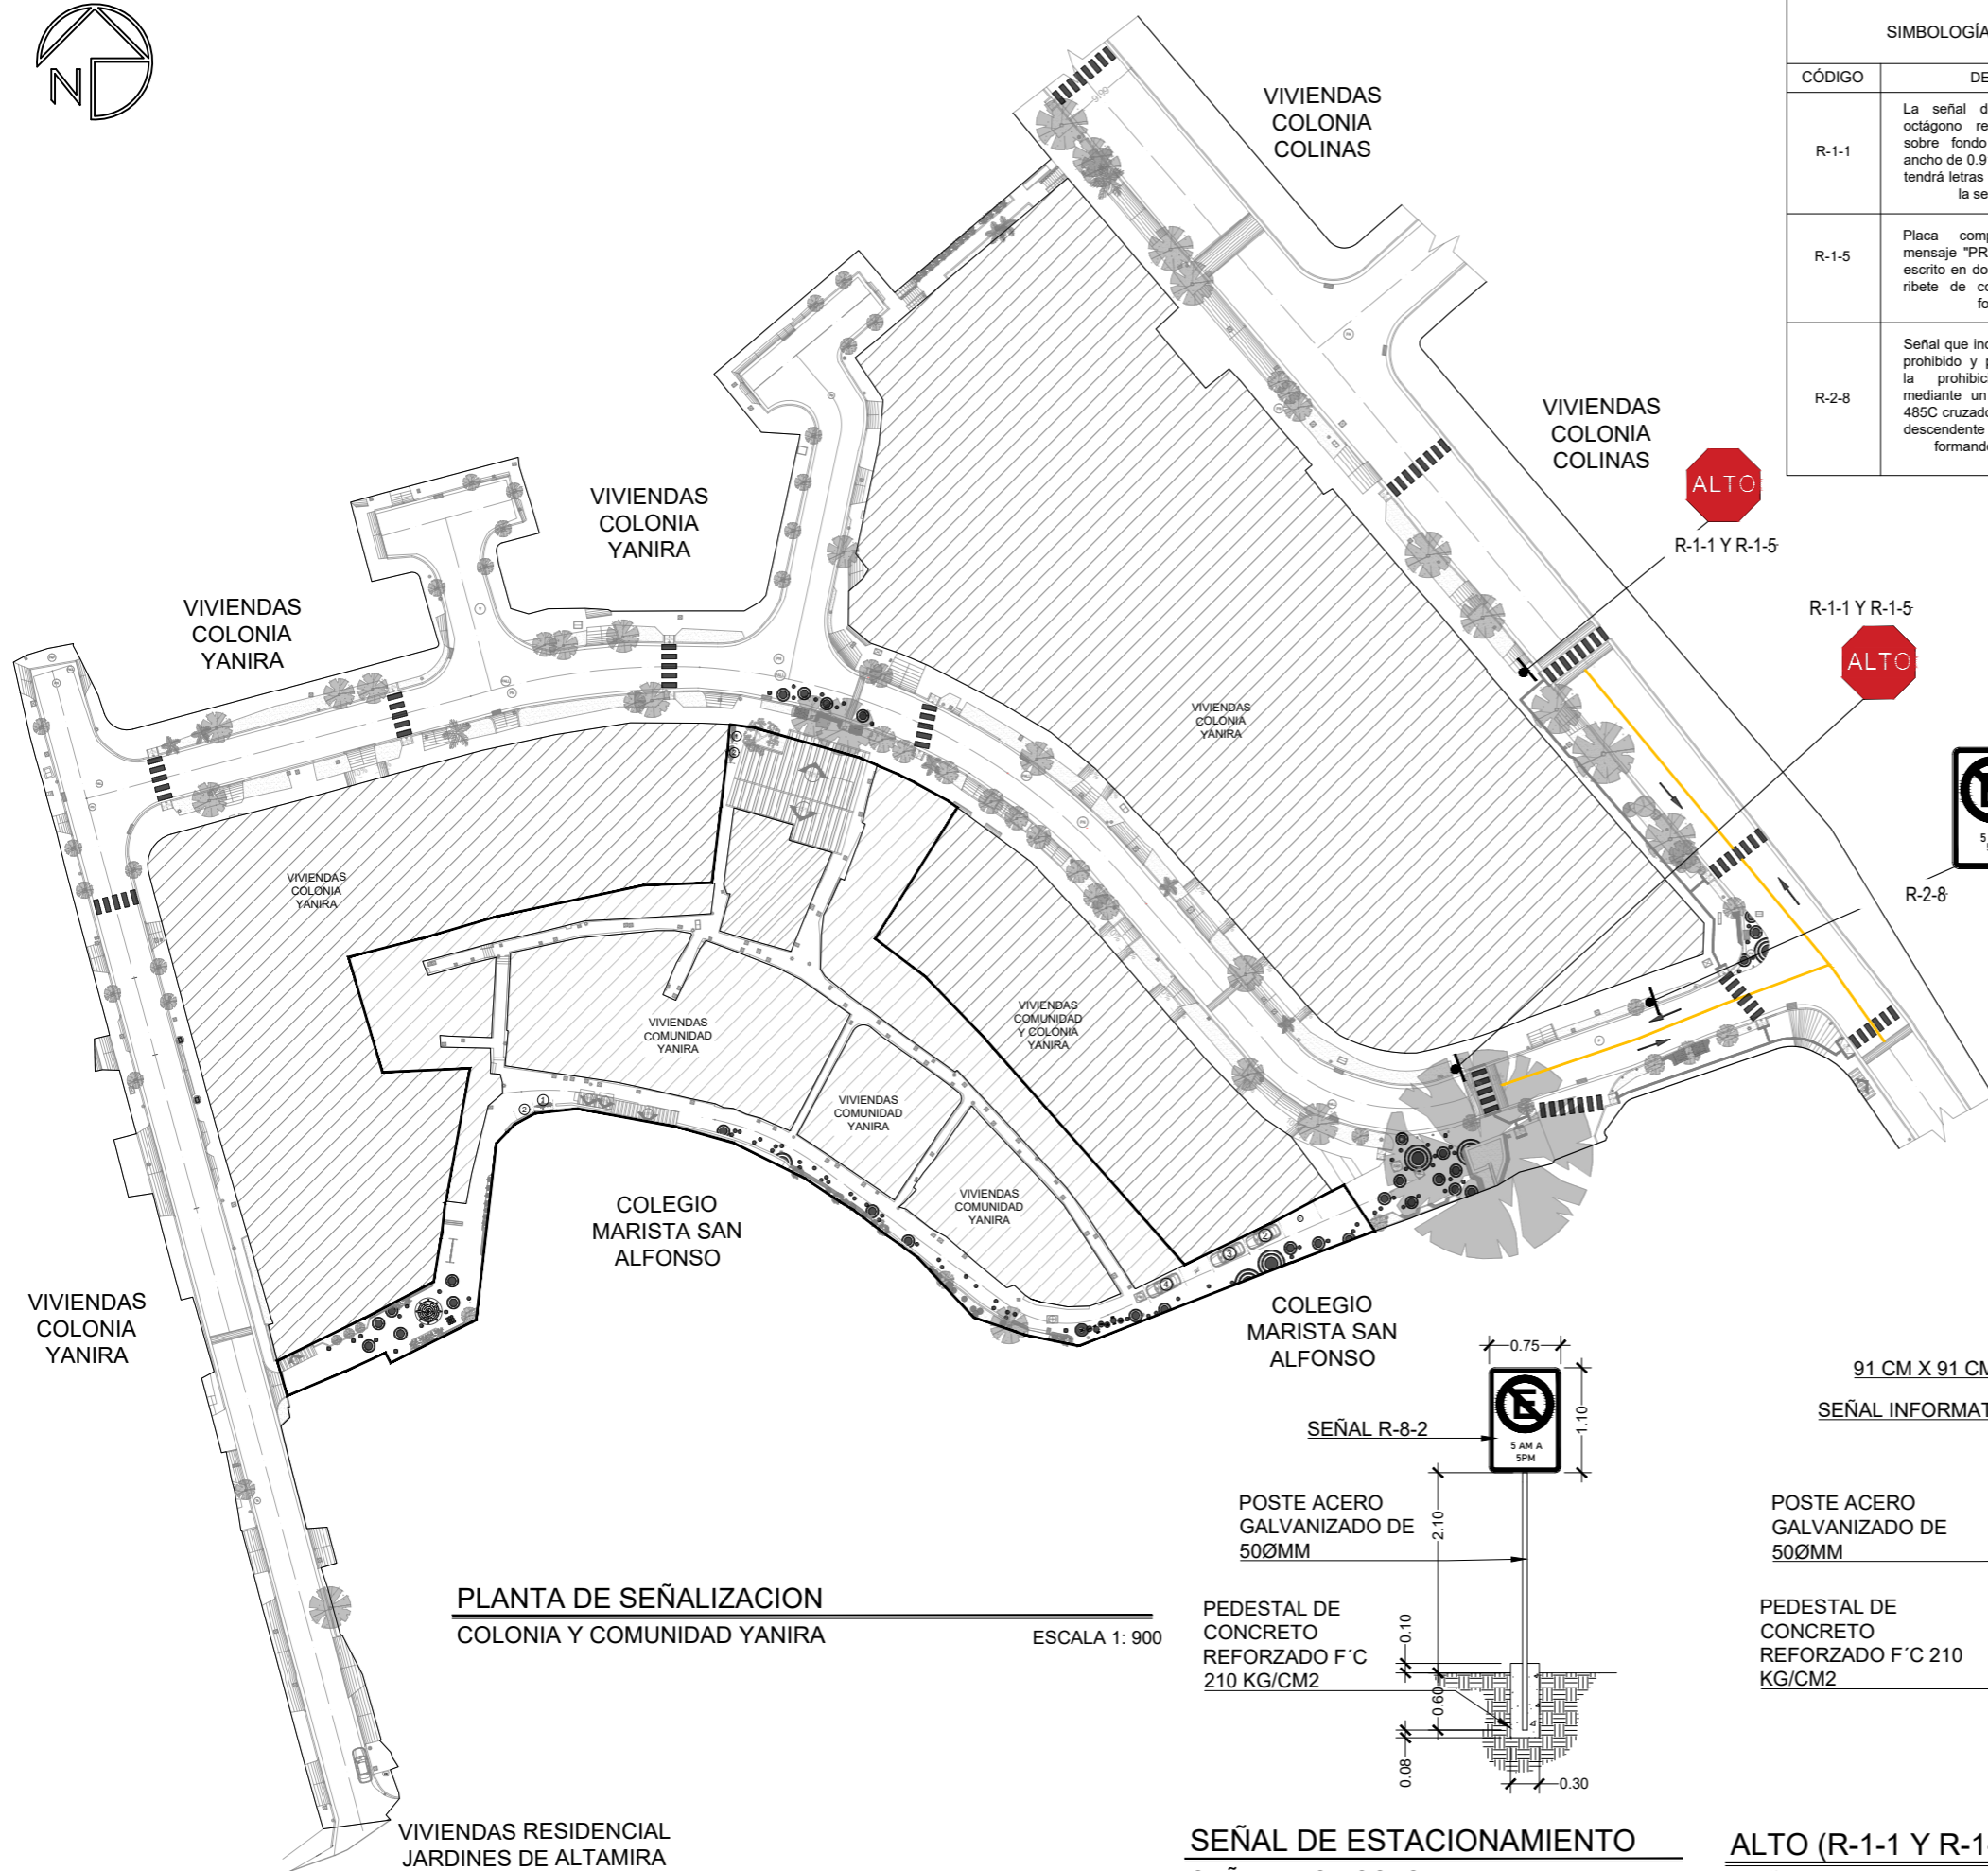 N
SIMBOLOGÍA
CÓDIGO
R-1-1
La señal d
octágono re
sobre fondo
ancho de 0.9
tendrá letras
la se
R-1-5
Placa comp
mensaje "PR
escrito en do
ribete de co
fo
R-2-8
Señal que ind
prohibido y p
la prohibic
mediante un
485C cruzado
descendente
formando
VIVIENDAS
COLONIA
COLINAS
VIVIENDAS
COLONIA
COLINAS
ALTO
R-1-1 Y R-1-5
R-1-1 Y R-1-5
ALTO
R-2-8
VIVIENDAS
COLONIA
YANIRA
VIVIENDAS
COLONIA
YANIRA
VIVIENDAS
COLONIA
YANIRA
VIVIENDAS
COLONIA
YANIRA
VIVIENDAS
COMUNIDAD
YANIRA
VIVIENDAS
COMUNIDAD
Y COLONIA
YANIRA
VIVIENDAS
COMUNIDAD
YANIRA
VIVIENDAS
COMUNIDAD
YANIRA
COLEGIO
MARISTA SAN
ALFONSO
COLEGIO
MARISTA SAN
ALFONSO
VIVIENDAS
COLONIA
YANIRA
VIVIENDAS RESIDENCIAL
JARDINES DE ALTAMIRA
PLANTA DE SEÑALIZACION
COLONIA Y COMUNIDAD YANIRA
ESCALA 1: 900
0.75
1.10
SEÑAL R-8-2
E
5 AM A
5PM
POSTE ACERO
GALVANIZADO DE
50ØMM
2.10
PEDESTAL DE
CONCRETO
REFORZADO F´C
210 KG/CM2
0.10
0.60
0.08
0.30
SEÑAL DE ESTACIONAMIENTO
91 CM X 91 CM
SEÑAL INFORMAT
POSTE ACERO
GALVANIZADO DE
50ØMM
PEDESTAL DE
CONCRETO
REFORZADO F´C 210
KG/CM2
ALTO (R-1-1 Y R-1